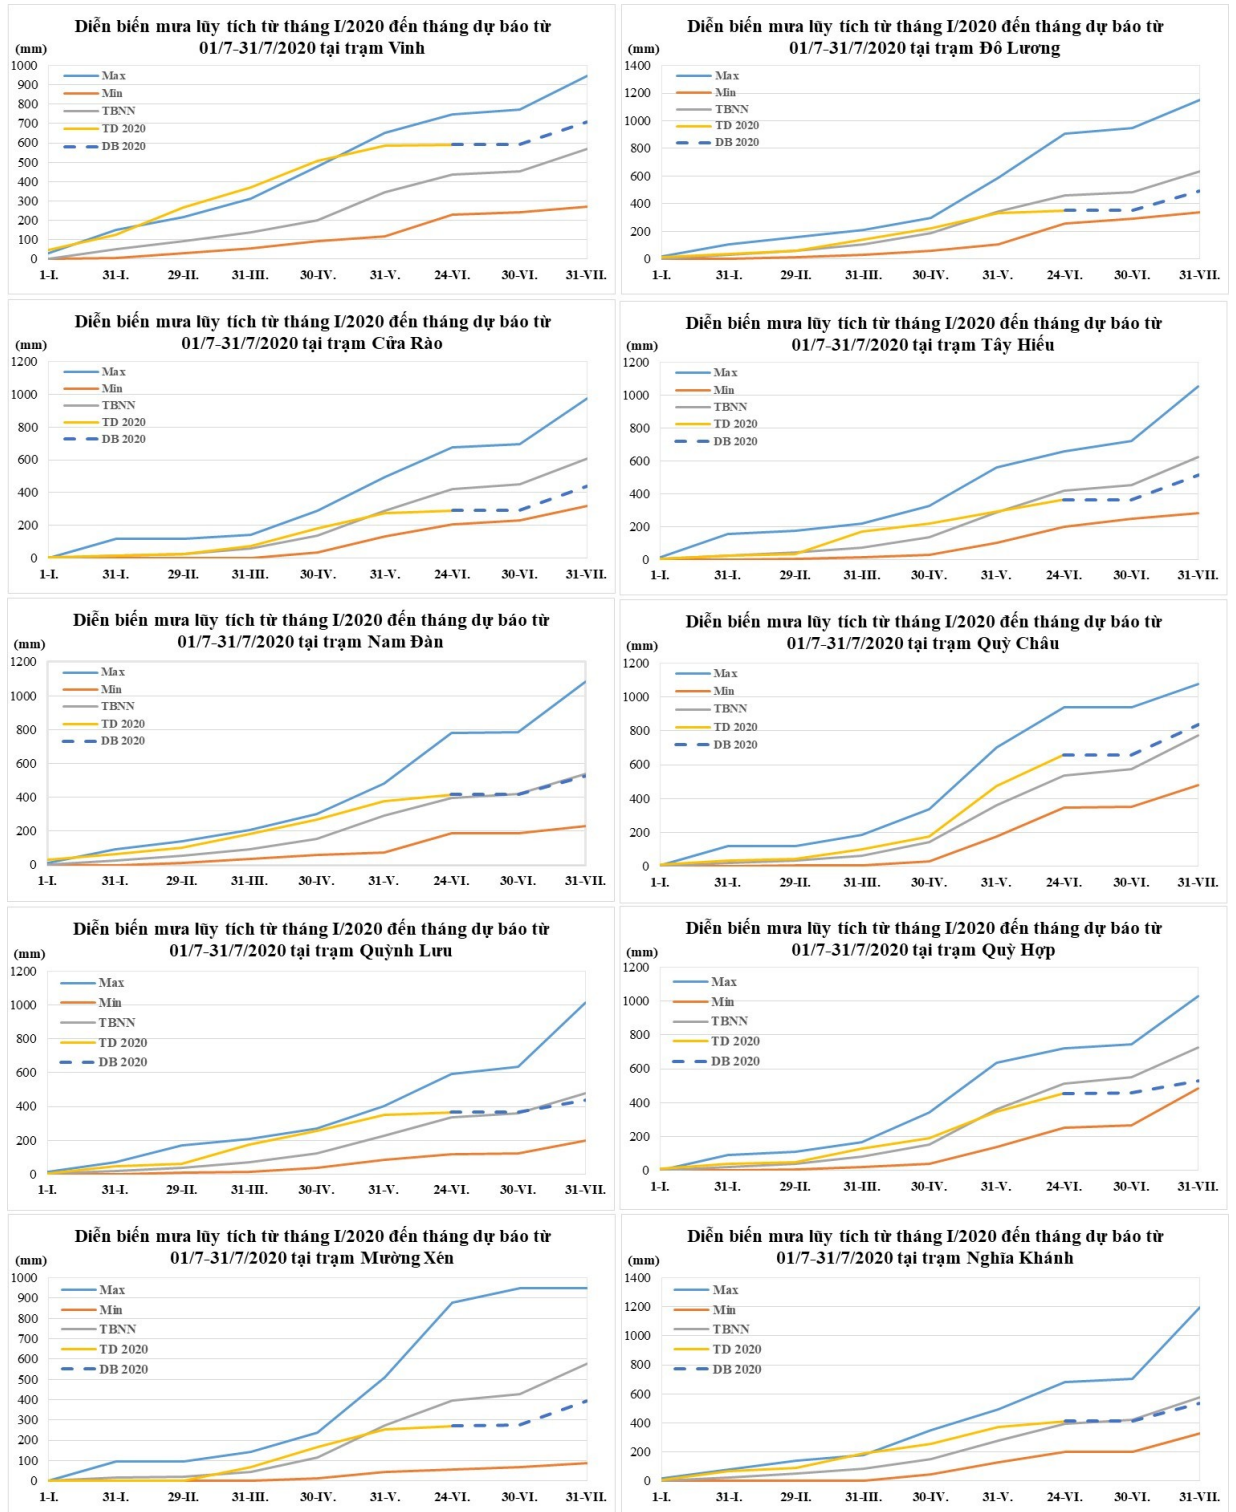 Diễn biến mưa lũy tích từ tháng I/2020 đến tháng dự báo từ
01/7-31/7/2020 tại trạm Vinh
(mm)
1000
900
800
700
600
500
400
300
200
100
0
Max
Min
TBNN
TD 2020
DB 2020
1-I. 31-I. 29-II. 31-III. 30-IV. 31-V. 24-VI. 30-VI. 31-VII.
Diễn biến mưa lũy tích từ tháng I/2020 đến tháng dự báo từ
01/7-31/7/2020 tại trạm Đô Lương
(mm)
1400
1200
1000
800
600
400
200
0
Max
Min
TBNN
TD 2020
DB 2020
1-I. 31-I. 29-II. 31-III. 30-IV. 31-V. 24-VI. 30-VI. 31-VII.
Diễn biến mưa lũy tích từ tháng I/2020 đến tháng dự báo từ
01/7-31/7/2020 tại trạm Cửa Rào
(mm)
1200
1000
800
600
400
200
0
Max
Min
TBNN
TD 2020
DB 2020
1-I. 31-I. 29-II. 31-III. 30-IV. 31-V. 24-VI. 30-VI. 31-VII.
Diễn biến mưa lũy tích từ tháng I/2020 đến tháng dự báo từ
01/7-31/7/2020 tại trạm Tây Hiếu
(mm)
1200
1000
800
600
400
200
0
Max
Min
TBNN
TD 2020
DB 2020
1-I. 31-I. 29-II. 31-III. 30-IV. 31-V. 24-VI. 30-VI. 31-VII.
Diễn biến mưa lũy tích từ tháng I/2020 đến tháng dự báo từ
01/7-31/7/2020 tại trạm Nam Đàn
(mm)
1200
1000
800
600
400
200
0
Max
Min
TBNN
TD 2020
DB 2020
1-I. 31-I. 29-II. 31-III. 30-IV. 31-V. 24-VI. 30-VI. 31-VII.
Diễn biến mưa lũy tích từ tháng I/2020 đến tháng dự báo từ
01/7-31/7/2020 tại trạm Quỳ Châu
(mm)
1200
1000
800
600
400
200
0
Max
Min
TBNN
TD 2020
DB 2020
1-I. 31-I. 29-II. 31-III. 30-IV. 31-V. 24-VI. 30-VI. 31-VII.
Diễn biến mưa lũy tích từ tháng I/2020 đến tháng dự báo từ
01/7-31/7/2020 tại trạm Quỳnh Lưu
(mm)
1200
1000
800
600
400
200
0
Max
Min
TBNN
TD 2020
DB 2020
1-I. 31-I. 29-II. 31-III. 30-IV. 31-V. 24-VI. 30-VI. 31-VII.
Diễn biến mưa lũy tích từ tháng I/2020 đến tháng dự báo từ
01/7-31/7/2020 tại trạm Quỳ Hợp
(mm)
1200
1000
800
600
400
200
0
Max
Min
TBNN
TD 2020
DB 2020
1-I. 31-I. 29-II. 31-III. 30-IV. 31-V. 24-VI. 30-VI. 31-VII.
Diễn biến mưa lũy tích từ tháng I/2020 đến tháng dự báo từ
01/7-31/7/2020 tại trạm Mường Xén
(mm)
1000
900
800
700
600
500
400
300
200
100
0
Max
Min
TBNN
TD 2020
DB 2020
1-I. 31-I. 29-II. 31-III. 30-IV. 31-V. 24-VI. 30-VI. 31-VII.
Diễn biến mưa lũy tích từ tháng I/2020 đến tháng dự báo từ
01/7-31/7/2020 tại trạm Nghĩa Khánh
(mm)
1400
1200
1000
800
600
400
200
0
Max
Min
TBNN
TD 2020
DB 2020
1-I. 31-I. 29-II. 31-III. 30-IV. 31-V. 24-VI. 30-VI. 31-VII.